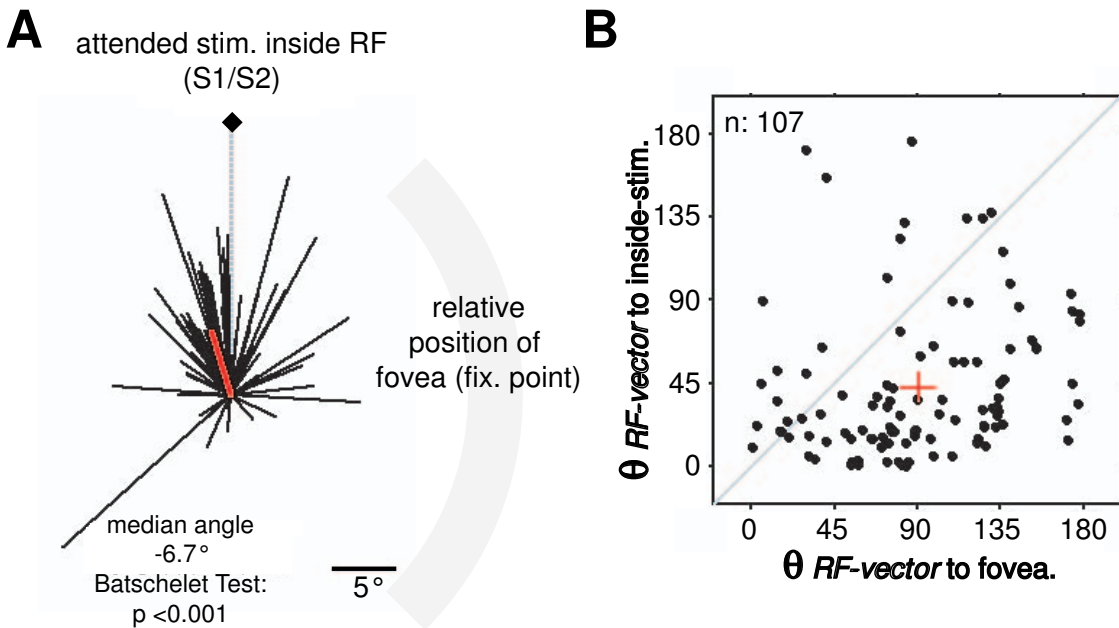 A
attended stim. inside RF
(S1/S2)
relative
position of
fovea (fix. point)
median angle
-6.7°
Batschelet Test:
p <0.001
5°
B
n: 107
180
135
90
45
0
θ RF-vector to inside-stim.
0 45 90 135 180
θ RF-vector to fovea.